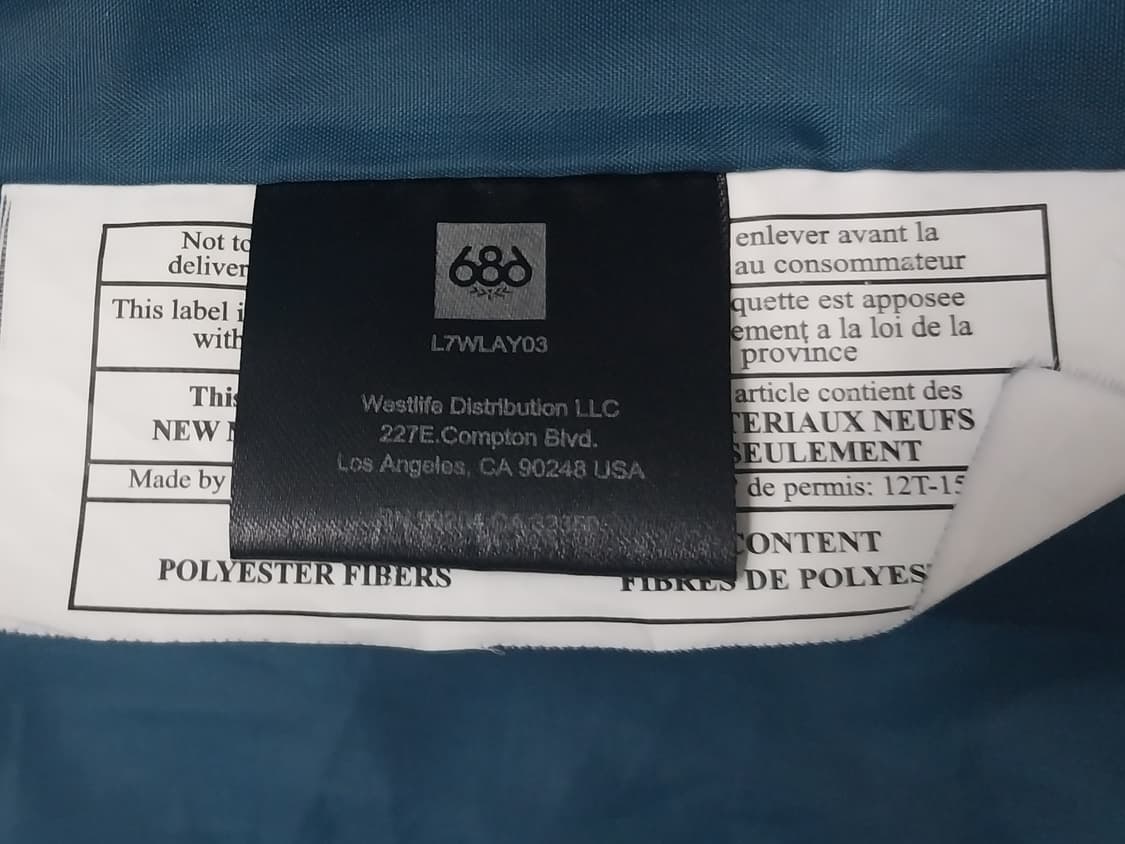 Not to
deliver
This label i
with
This
NEW
Made by
POLYESTER FIBERS
686
L7WLAY03
Westlife Distribution LLC
227E.Compton Blvd.
Los Angeles, CA 90248 USA
enlever avant la
au consommateur
quette est apposee
ement a la loi de la
province
article contient des
TERIAUX NEUFS
SEULEMENT
de permis: 12T-15
CONTENT
FIBRES DE POLYES